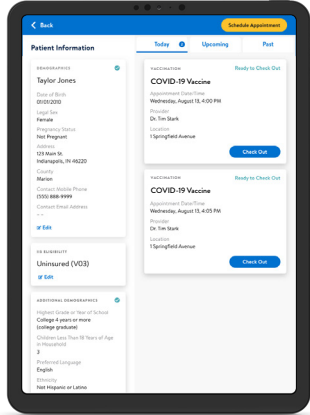 Back
Schedule Appointment
Patient Information
Today 2
Upcoming
Past
DEMOGRAPHICS
Taylor Jones
Date of Birth
01/01/2010
Legal Sex
Female
Pregnancy Status
Not Pregnant
Address
123 Main St.
Indianapolis, IN 46220
County
Marion
Contact Mobile Phone
(555) 888-9999
Contact Email Address
- -
Edit
VFC ELIGIBILITY
Uninsured (V03)
Edit
ADDITIONAL DEMOGRAPHICS
Highest Grade or Year of School
College 4 years or more
(college graduate)
Children Less Than 18 Years of Age
in Household
3
Preferred Language
English
Ethnicity
Not Hispanic or Latino
VACCINATION
Ready to Check Out
COVID-19 Vaccine
Appointment Date/Time
Wednesday, August 13, 4:00 PM
Provider
Dr. Tim Stark
Location
1 Springfield Avenue
Check Out
VACCINATION
Ready to Check Out
COVID-19 Vaccine
Appointment Date/Time
Wednesday, August 13, 4:05 PM
Provider
Dr. Tim Stark
Location
1 Springfield Avenue
Check Out